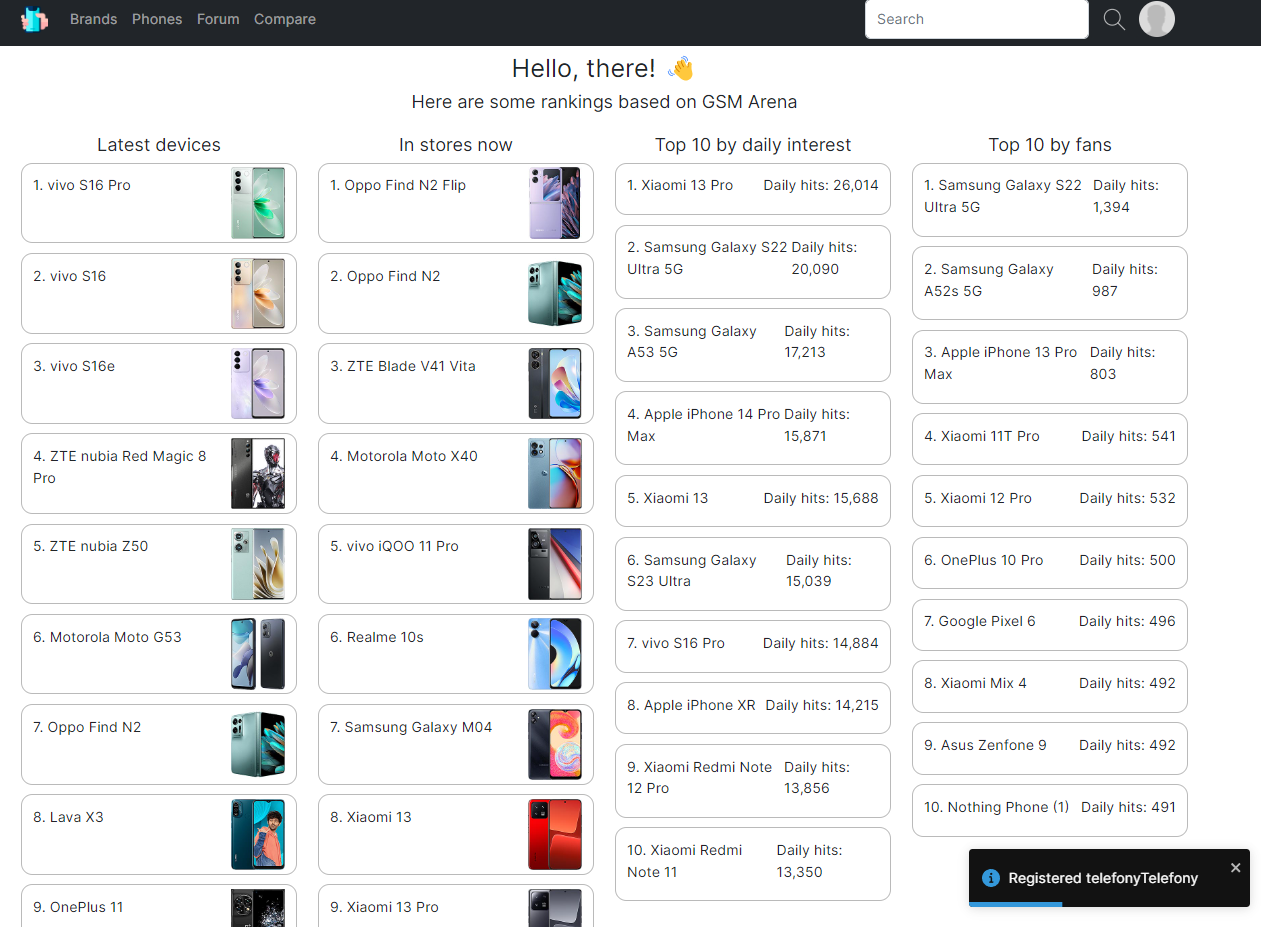 Brands Phones Forum Compare Search
Hello, there! 👋
Here are some rankings based on GSM Arena
Latest devices
1. vivo S16 Pro
2. vivo S16
3. vivo S16e
4. ZTE nubia Red Magic 8
Pro
5. ZTE nubia Z50
6. Motorola Moto G53
7. Oppo Find N2
8. Lava X3
9. OnePlus 11
In stores now
1. Oppo Find N2 Flip
2. Oppo Find N2
3. ZTE Blade V41 Vita
4. Motorola Moto X40
5. vivo iQOO 11 Pro
6. Realme 10s
7. Samsung Galaxy M04
8. Xiaomi 13
9. Xiaomi 13 Pro
Top 10 by daily interest
1. Xiaomi 13 Pro Daily hits: 26,014
2. Samsung Galaxy S22 Daily hits:
Ultra 5G 20,090
3. Samsung Galaxy Daily hits:
A53 5G 17,213
4. Apple iPhone 14 Pro Daily hits:
Max 15,871
5. Xiaomi 13 Daily hits: 15,688
6. Samsung Galaxy Daily hits:
S23 Ultra 15,039
7. vivo S16 Pro Daily hits: 14,884
8. Apple iPhone XR Daily hits: 14,215
9. Xiaomi Redmi Note Daily hits:
12 Pro 13,856
10. Xiaomi Redmi Daily hits:
Note 11 13,350
Top 10 by fans
1. Samsung Galaxy S22 Daily hits:
Ultra 5G 1,394
2. Samsung Galaxy Daily hits:
A52s 5G 987
3. Apple iPhone 13 Pro Daily hits:
Max 803
4. Xiaomi 11T Pro Daily hits: 541
5. Xiaomi 12 Pro Daily hits: 532
6. OnePlus 10 Pro Daily hits: 500
7. Google Pixel 6 Daily hits: 496
8. Xiaomi Mix 4 Daily hits: 492
9. Asus Zenfone 9 Daily hits: 492
10. Nothing Phone (1) Daily hits: 491
Registered telefonyTelefony